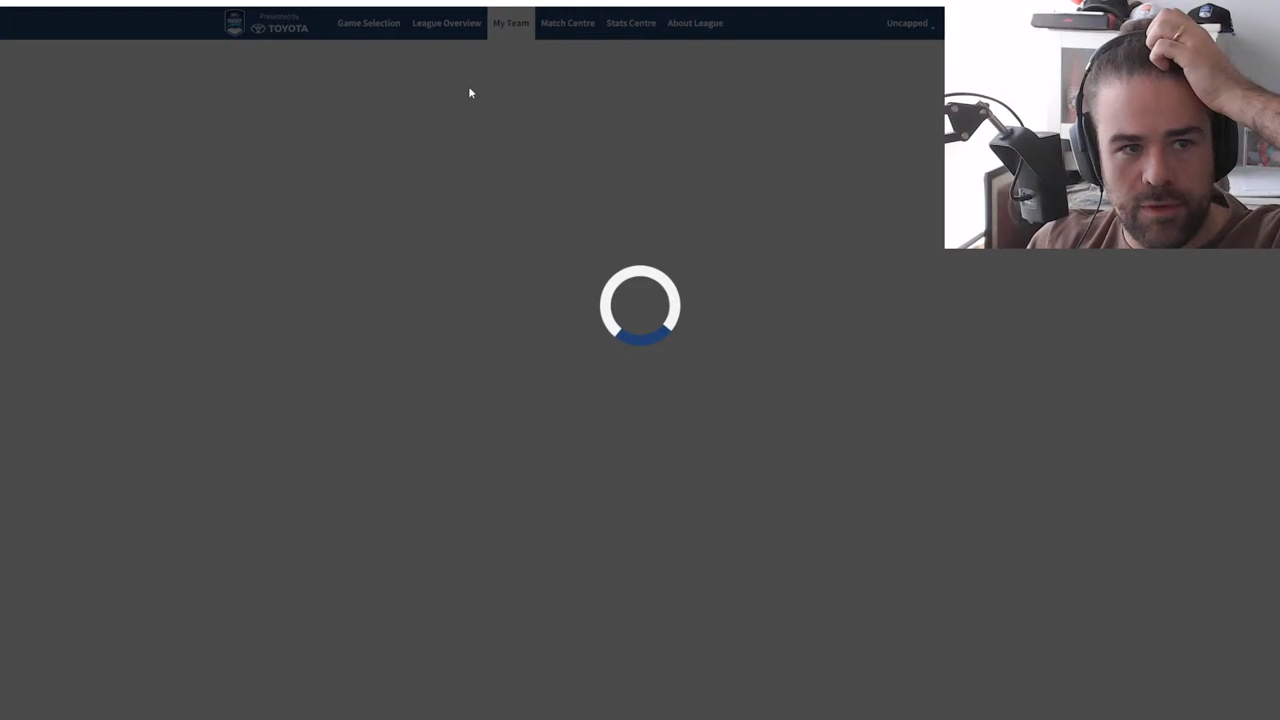 Presented by
TOYOTA
Game Selection
League Overview
My Team
Match Centre
Stats Centre
About League
Uncapped